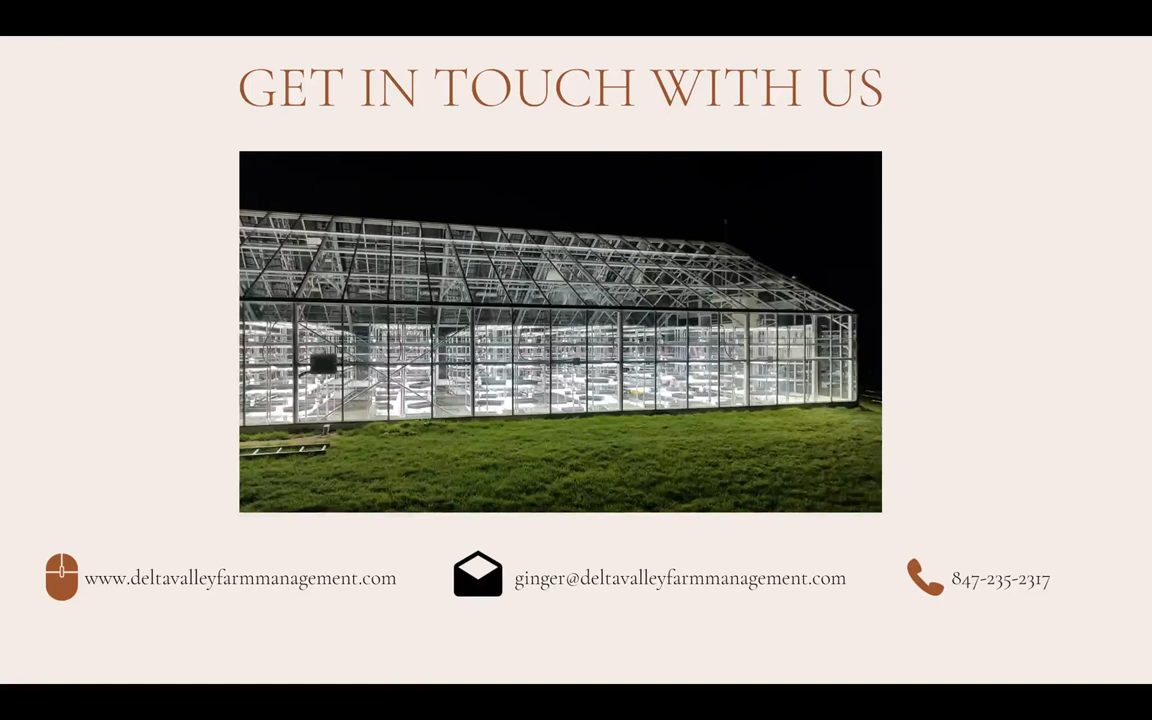 GET IN TOUCH WITH US
www.deltavalleyfarmmanagement.com
ginger@deltavalleyfarmmanagement.com
847-235-2317